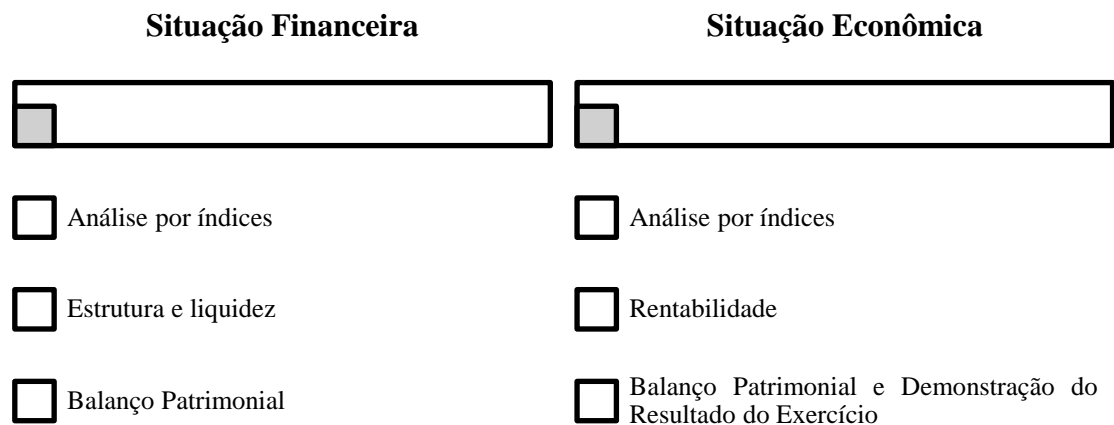 Situação Financeira
Situação Econômica
Análise por índices
Estrutura e liquidez
Balanço Patrimonial
Análise por índices
Rentabilidade
Balanço Patrimonial e Demonstração do
Resultado do Exercício